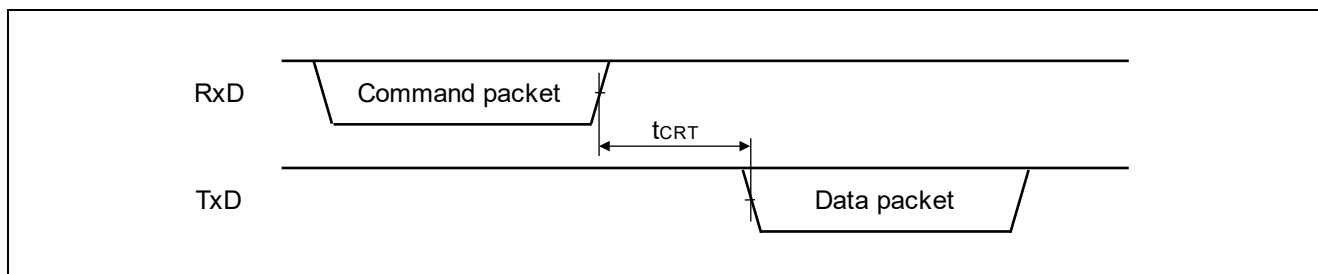 RxD
Command packet
tCRT
TxD
Data packet